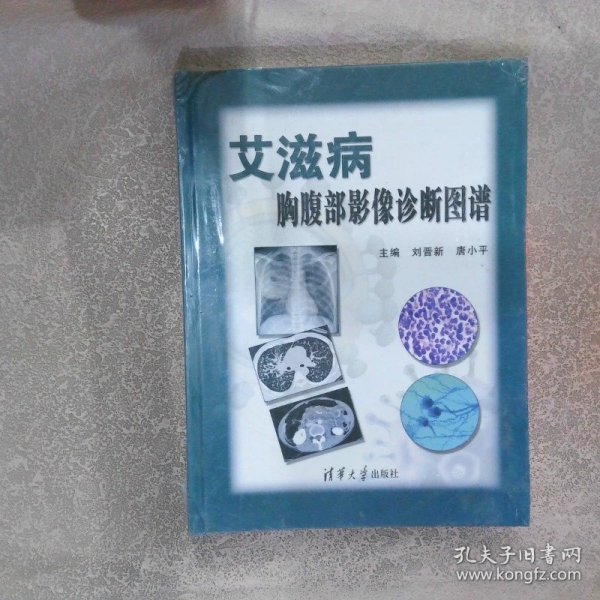 艾滋病
胸腹部影像诊断图谱
主编 刘晋新 唐小平
清华大学出版社
孔夫子旧书网
www.kongfz.com